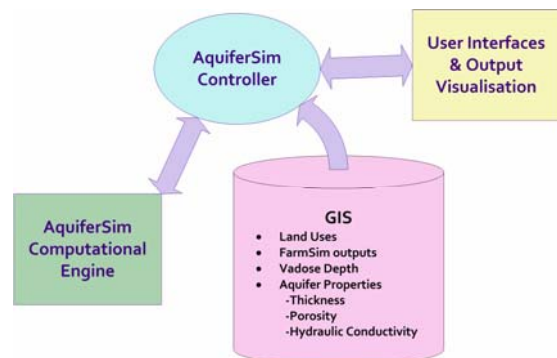 AquiferSim
Controller
User Interfaces
& Output
Visualisation
AquiferSim
Computational
Engine
GIS
• Land Uses
• FarmSim outputs
• Vadose Depth
• Aquifer Properties
-Thickness
-Porosity
-Hydraulic Conductivity